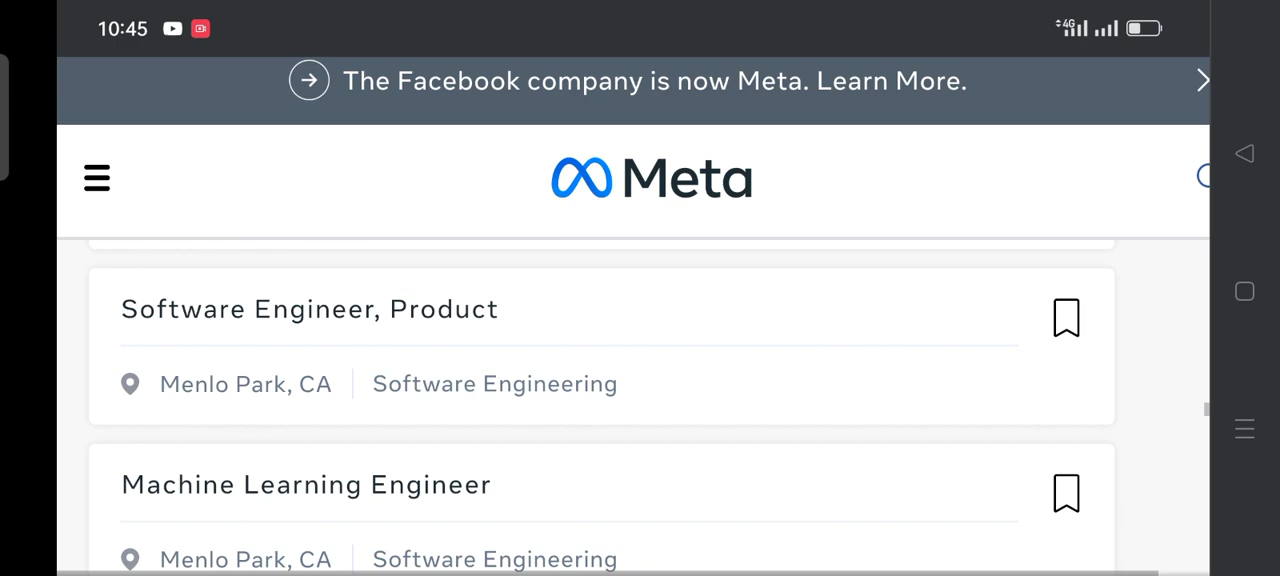 10:45
4G
The Facebook company is now Meta. Learn More.
Meta
Software Engineer, Product
Menlo Park, CA
Software Engineering
Machine Learning Engineer
Menlo Park, CA
Software Engineering